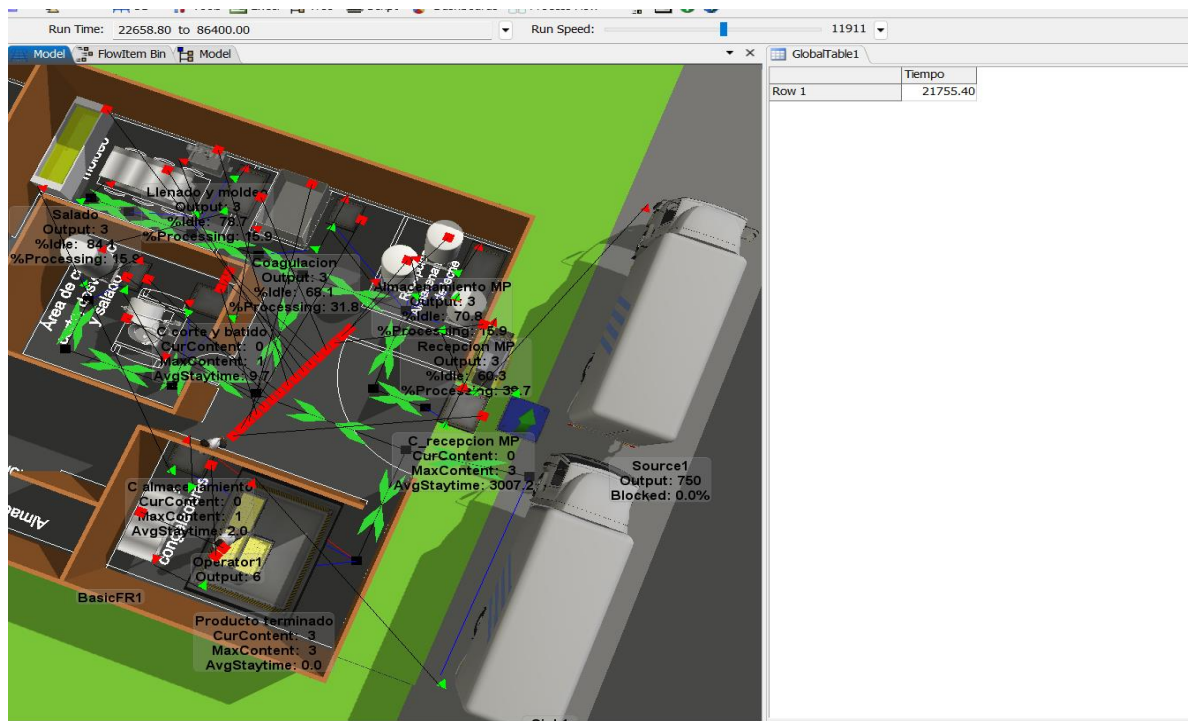 Run Time: 22658.80 to 86400.00
Run Speed: 11911
Model
FlowItem Bin
Model
GlobalTable1
Tiempo
Row 1
21755.40
moldeo
Llenado y moldeo
Output: 3
%Idle: 78.7
%Processing: 15.9
Salado
Output: 3
%Idle: 84.1
%Processing: 15.9
Coagulacion
Output: 3
%Idle: 68.1
%Processing: 31.8
Almacenamiento MP
Output: 3
%Idle: 70.8
%Processing: 15.9
Recepcion MP
Output: 3
%Idle: 60.3
%Processing: 39.7
Area de
y salado
C corte y batido
CurContent: 0
MaxContent: 1
AvgStaytime: 9.7
C_recepcion MP
CurContent: 0
MaxContent: 3
AvgStaytime: 3007.2
Source1
Output: 750
Blocked: 0.0%
C almacenamiento
CurContent: 0
MaxContent: 1
AvgStaytime: 2.0
Operator1
Output: 6
BasicFR1
Producto terminado
CurContent: 3
MaxContent: 3
AvgStaytime: 0.0